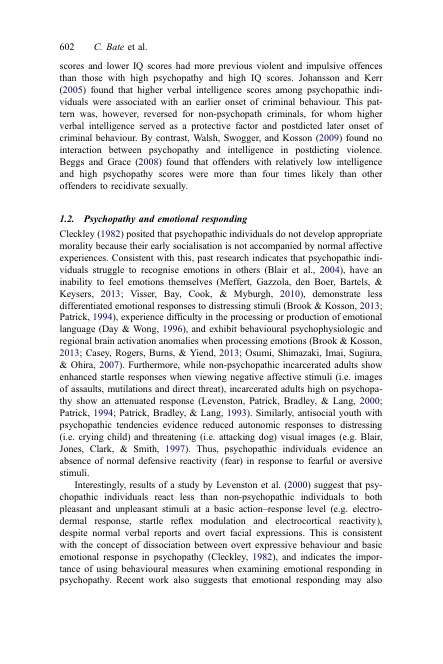 602 C. Bate et al.
scores and lower IQ scores had more previous violent and impulsive offences
than those with high psychopathy and high IQ scores. Johansson and Kerr
(2005) found that higher verbal intelligence scores among psychopathic indi-
viduals were associated with an earlier onset of criminal behaviour. This pat-
tern was, however, reversed for non-psychopath criminals, for whom higher
verbal intelligence served as a protective factor and postdicted later onset of
criminal behaviour. By contrast, Walsh, Swogger, and Kosson (2009) found no
interaction between psychopathy and intelligence in postdicting violence.
Beggs and Grace (2008) found that offenders with relatively low intelligence
and high psychopathy scores were more than four times likely than other
offenders to recidivate sexually.
1.2. Psychopathy and emotional responding
Cleckley (1982) posited that psychopathic individuals do not develop appropriate
morality because their early socialisation is not accompanied by normal affective
experiences. Consistent with this, past research indicates that psychopathic indi-
viduals struggle to recognise emotions in others (Blair et al., 2004), have an
inability to feel emotions themselves (Meffert, Gazzola, den Boer, Bartels, &
Keysers, 2013; Visser, Bay, Cook, & Myburgh, 2010), demonstrate less
differentiated emotional responses to distressing stimuli (Brook & Kosson, 2013;
Patrick, 1994), experience difficulty in the processing or production of emotional
language (Day & Wong, 1996), and exhibit behavioural psychophysiologic and
regional brain activation anomalies when processing emotions (Brook & Kosson,
2013; Casey, Rogers, Burns, & Yiend, 2013; Osumi, Shimazaki, Imai, Sugiura,
& Ohira, 2007). Furthermore, while non-psychopathic incarcerated adults show
enhanced startle responses when viewing negative affective stimuli (i.e. images
of assaults, mutilations and direct threat), incarcerated adults high on psychopa-
thy show an attenuated response (Levenston, Patrick, Bradley, & Lang, 2000;
Patrick, 1994; Patrick, Bradley, & Lang, 1993). Similarly, antisocial youth with
psychopathic tendencies evidence reduced autonomic responses to distressing
(i.e. crying child) and threatening (i.e. attacking dog) visual images (e.g. Blair,
Jones, Clark, & Smith, 1997). Thus, psychopathic individuals evidence an
absence of normal defensive reactivity (fear) in response to fearful or aversive
stimuli.
Interestingly, results of a study by Levenston et al. (2000) suggest that psy-
chopathic individuals react less than non-psychopathic individuals to both
pleasant and unpleasant stimuli at a basic action–response level (e.g. electro-
dermal response, startle reflex modulation and electrocortical reactivity),
despite normal verbal reports and overt facial expressions. This is consistent
with the concept of dissociation between overt expressive behaviour and basic
emotional response in psychopathy (Cleckley, 1982), and indicates the impor-
tance of using behavioural measures when examining emotional responding in
psychopathy. Recent work also suggests that emotional responding may also